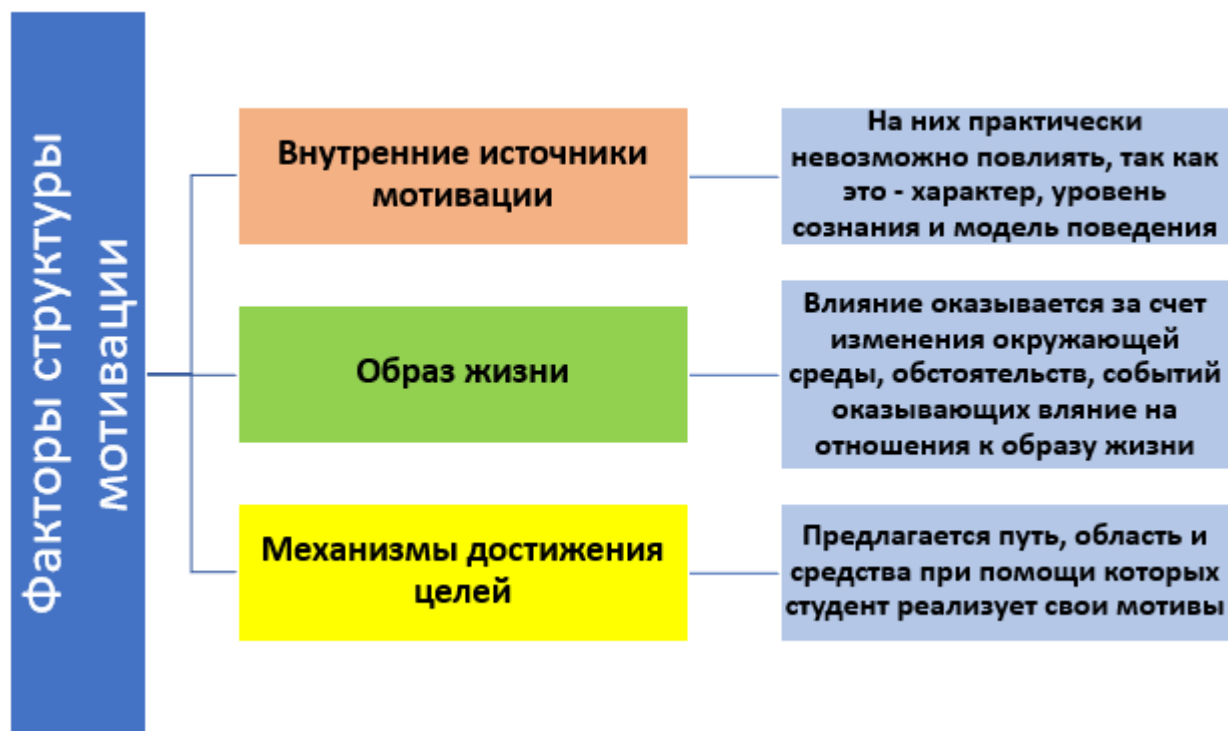 Факторы структуры
мотивации
Внутренние источники
мотивации
На них практически
невозможно повлиять, так как
это - характер, уровень
сознания и модель поведения
Образ жизни
Влияние оказывается за счет
изменения окружающей
среды, обстоятельств, событий
оказывающих вляние на
отношения к образу жизни
Механизмы достижения
целей
Предлагается путь, область и
средства при помощи которых
студент реализует свои мотивы